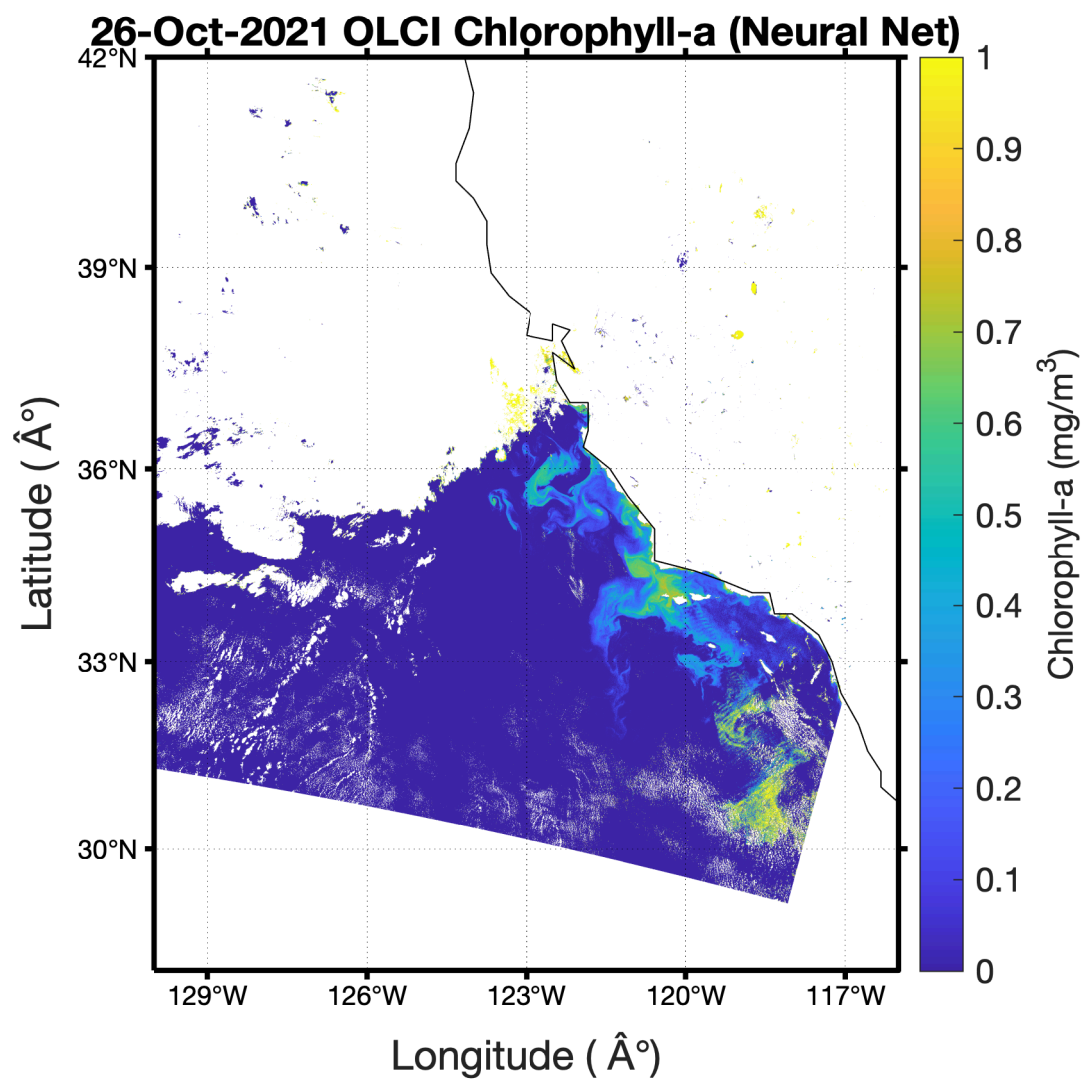 26-Oct-2021 OLCI Chlorophyll-a (Neural Net)
42°N
39°N
36°N
33°N
30°N
Latitude ( Â°)
129°W 126°W 123°W 120°W 117°W
Longitude ( Â°)
1
0.9
0.8
0.7
0.6
0.5
0.4
0.3
0.2
0.1
0
Chlorophyll-a (mg/m³)